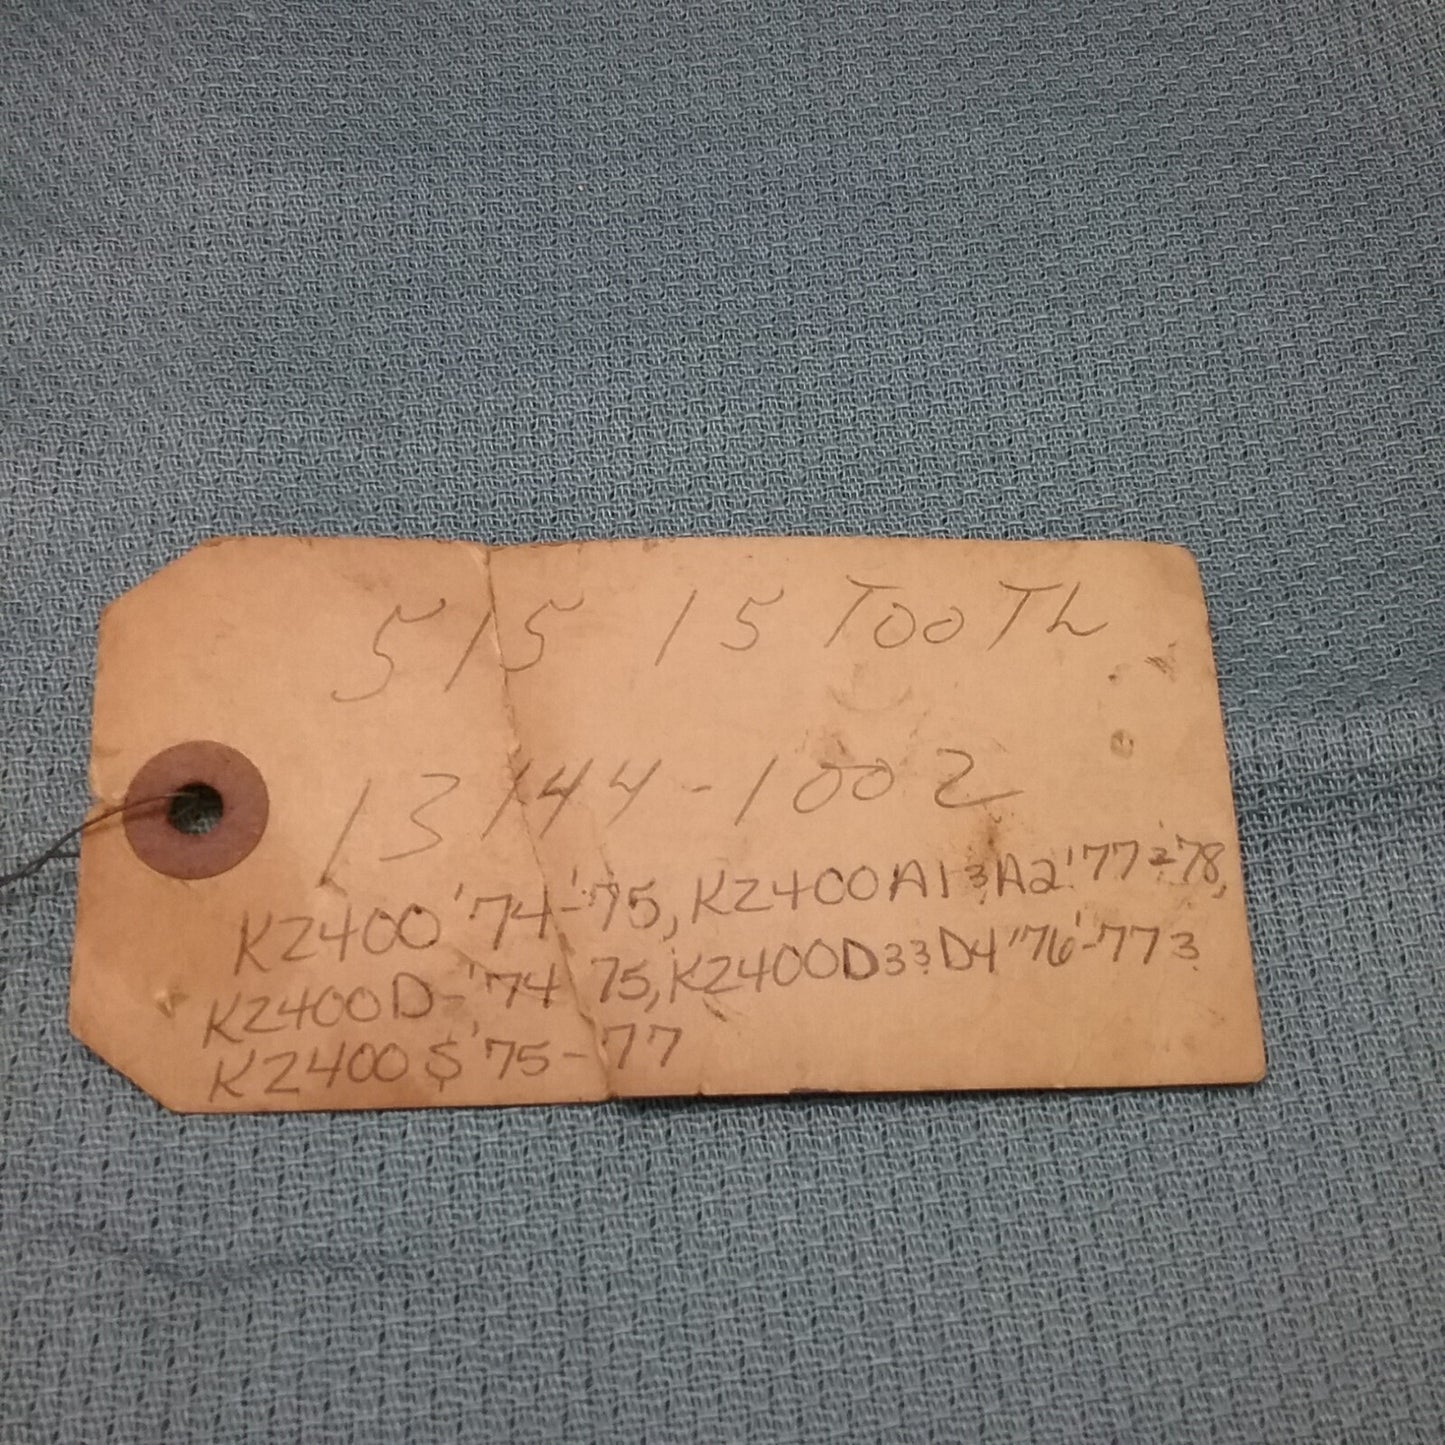 515 15 TOOTH
13144-1002
KZ400 '74-'75, KZ400A1 & A2 '77-'78,
KZ400D-'74 75, KZ400D3 & D4 '76-'77 &
KZ400S '75-'77